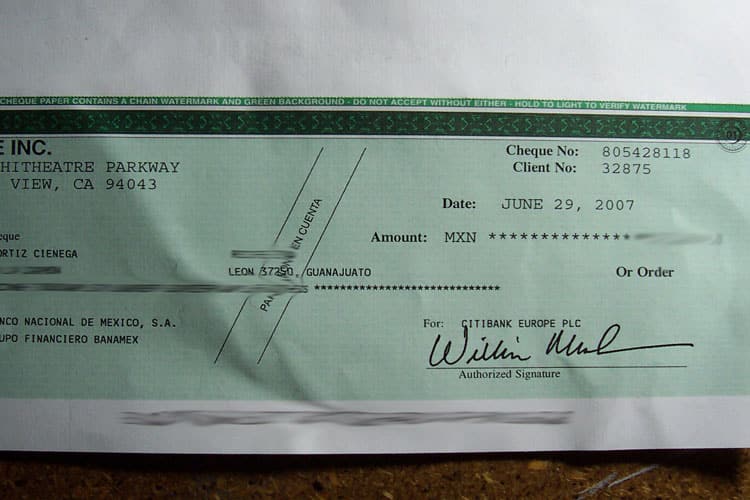 CHEQUE PAPER CONTAINS A CHAIN WATERMARK AND GREEN BACKGROUND - DO NOT ACCEPT WITHOUT EITHER - HOLD TO LIGHT TO VERIFY WATERMARK
E INC.
HITHEATRE PARKWAY
VIEW, CA 94043
Cheque No: 805428118
Client No: 32875
Date: JUNE 29, 2007
Amount: MXN **************
eque
ORTIZ CIENEGA
EN CUENTA
LEON 37250, GUANAJUATO
Or Order
******************************
NCO NACIONAL DE MEXICO, S.A.
UPO FINANCIERO BANAMEX
For: CITIBANK EUROPE PLC
Authorized Signature